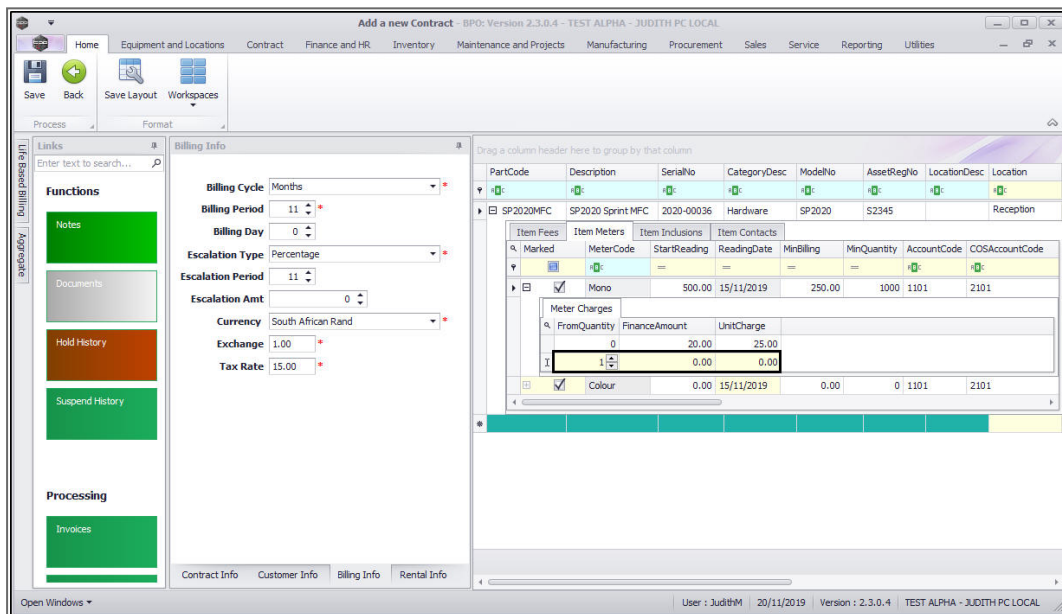 Add a new Contract - BPO: Version 2.3.0.4 - TEST ALPHA - JUDITH PC LOCAL
Home Equipment and Locations Contract Finance and HR Inventory Maintenance and Projects Manufacturing Procurement Sales Service Reporting Utilities
Save Back Save Layout Workspaces
Process Format
Life Based Billing
Aggregate
Links
Enter text to search...
Functions
Notes
Documents
Hold History
Suspend History
Processing
Invoices
Billing Info
Billing Cycle Months *
Billing Period 11 *
Billing Day 0
Escalation Type Percentage *
Escalation Period 11
Escalation Amt 0
Currency South African Rand *
Exchange 1.00 *
Tax Rate 15.00 *
Contract Info Customer Info Billing Info Rental Info
Drag a column header here to group by that column
PartCode Description SerialNo CategoryDesc ModelNo AssetRegNo LocationDesc Location
SP2020MFC SP2020 Sprint MFC 2020-00036 Hardware SP2020 S2345 Reception
Item Fees Item Meters Item Inclusions Item Contacts
Marked MeterCode StartReading ReadingDate MinBilling MinQuantity AccountCode COSAccountCode
= = = =
Mono 500.00 15/11/2019 250.00 1000 1101 2101
Meter Charges
FromQuantity FinanceAmount UnitCharge
0 20.00 25.00
1 0.00 0.00
Colour 0.00 15/11/2019 0.00 0 1101 2101
Open Windows User : JudithM 20/11/2019 Version : 2.3.0.4 TEST ALPHA - JUDITH PC LOCAL